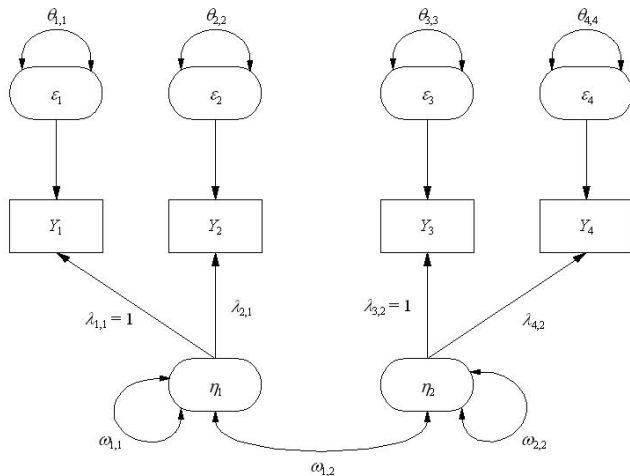 θ1,1 θ2,2 θ3,3 θ4,4
ε1 ε2 ε3 ε4
Y1 Y2 Y3 Y4
λ1,1 = 1 λ2,1 λ3,2 = 1 λ4,2
η1 η2
ω1,1 ω1,2 ω2,2